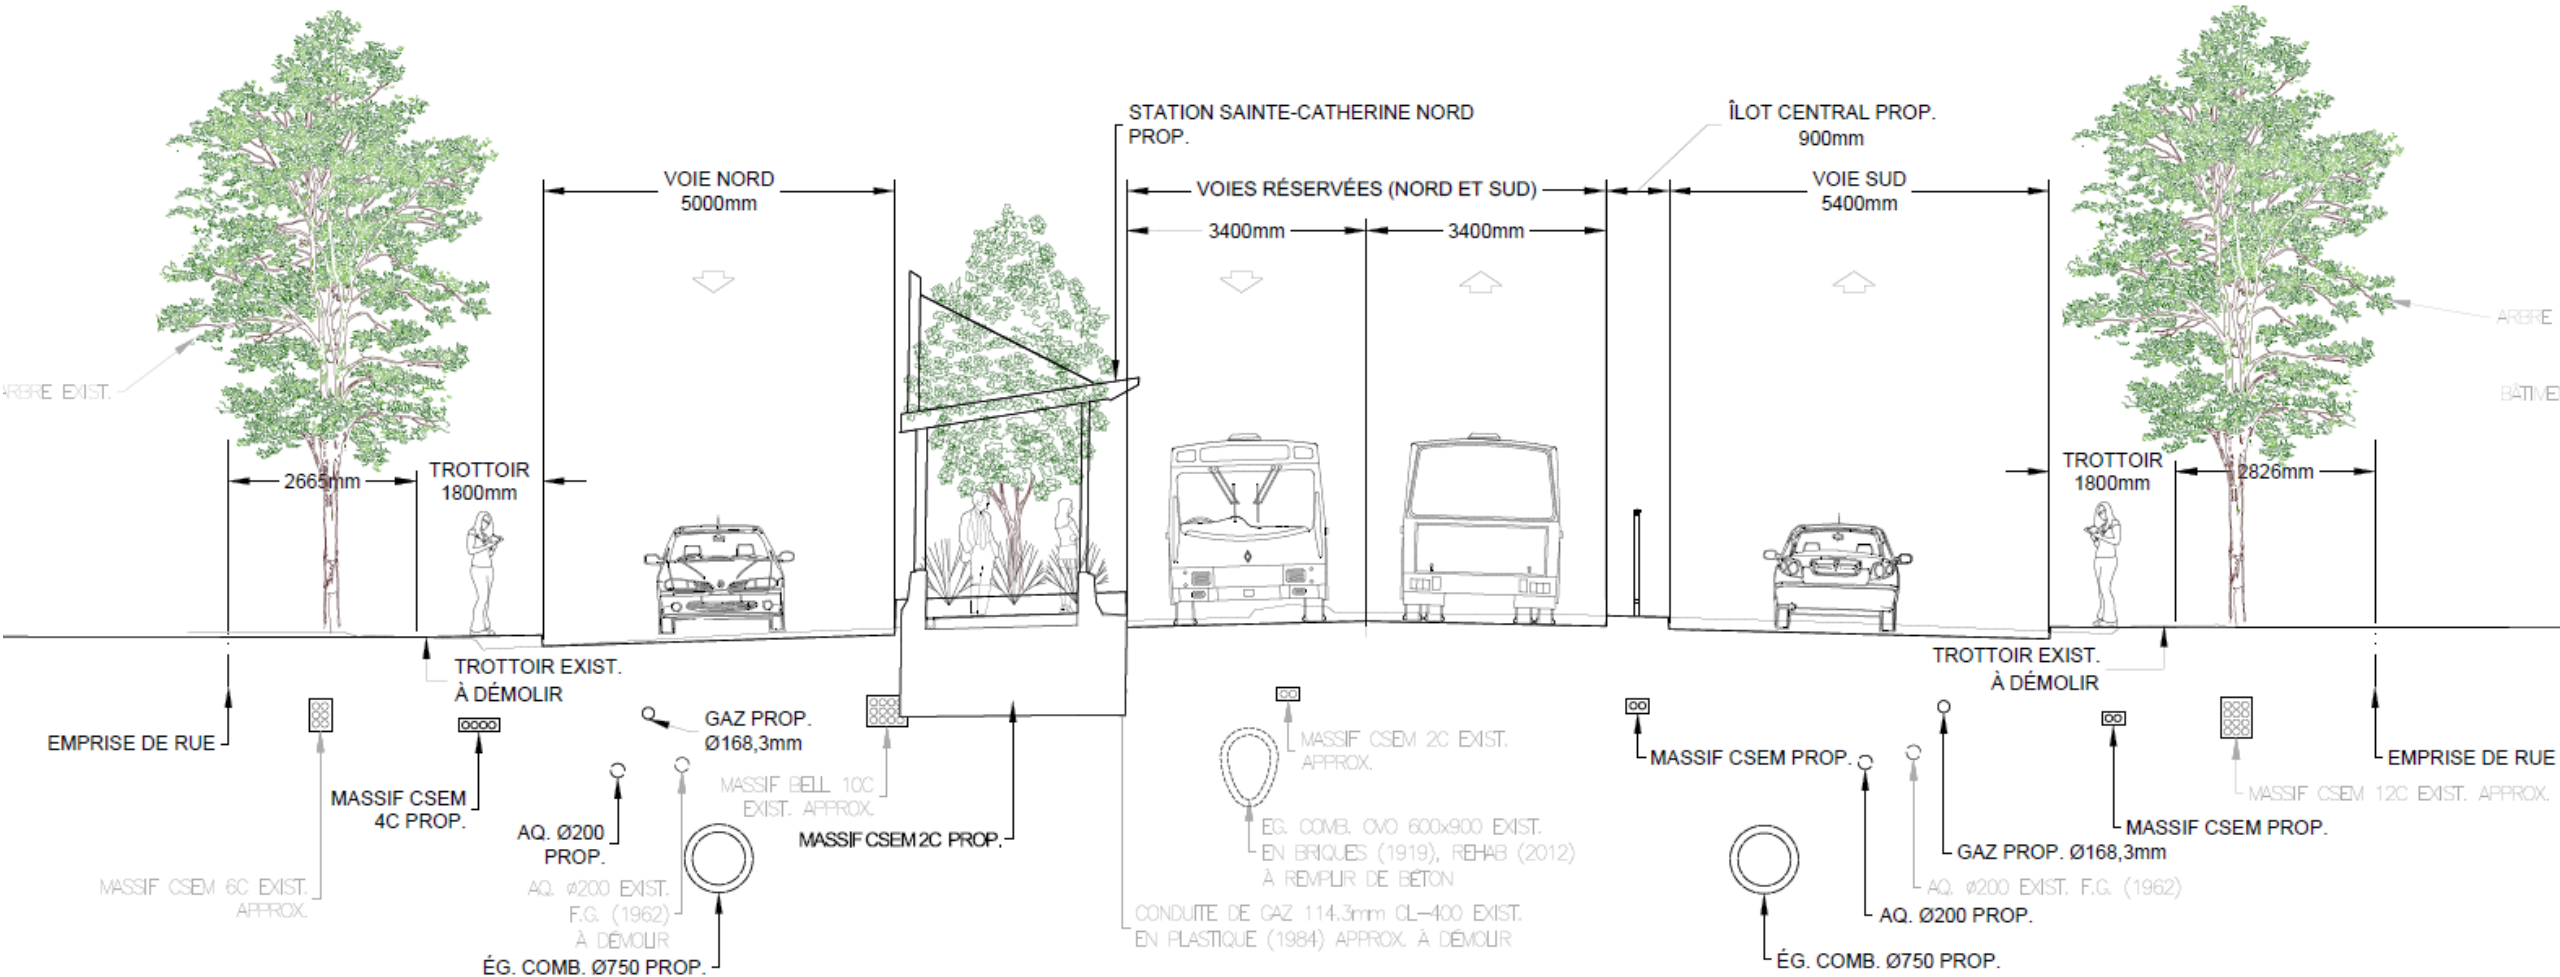 STATION SAINTE-CATHERINE NORD
PROP.
ÎLOT CENTRAL PROP.
900mm
VOIE NORD
5000mm
VOIES RÉSERVÉES (NORD ET SUD)
3400mm
3400mm
VOIE SUD
5400mm
ARBRE
ARBRE EXIST.
2665mm
TROTTOIR
1800mm
TROTTOIR
1800mm
2826mm
TROTTOIR EXIST.
À DÉMOLIR
TROTTOIR EXIST.
À DÉMOLIR
EMPRISE DE RUE
GAZ PROP.
Ø168,3mm
MASSIF CSEM 2C EXIST.
APPROX.
MASSIF CSEM PROP.
EMPRISE DE RUE
MASSIF CSEM
4C PROP.
MASSIF BELL 10C
EXIST. APPROX.
MASSIF CSEM 12C EXIST. APPROX.
AQ. Ø200
PROP.
MASSIF CSEM 2C PROP.
EG. COMB. OVO 600x900 EXIST.
EN BRIQUES (1919), REHAB (2012)
À REMPLIR DE BÉTON
MASSIF CSEM PROP.
GAZ PROP. Ø168,3mm
MASSIF CSEM 6C EXIST.
APPROX.
AQ. Ø200 EXIST.
F.G. (1962)
À DÉMOLIR
AQ. Ø200 EXIST. F.G. (1962)
CONDUITE DE GAZ 114.3mm CL-400 EXIST.
EN PLASTIQUE (1984) APPROX. À DÉMOLIR
AQ. Ø200 PROP.
ÉG. COMB. Ø750 PROP.
ÉG. COMB. Ø750 PROP.